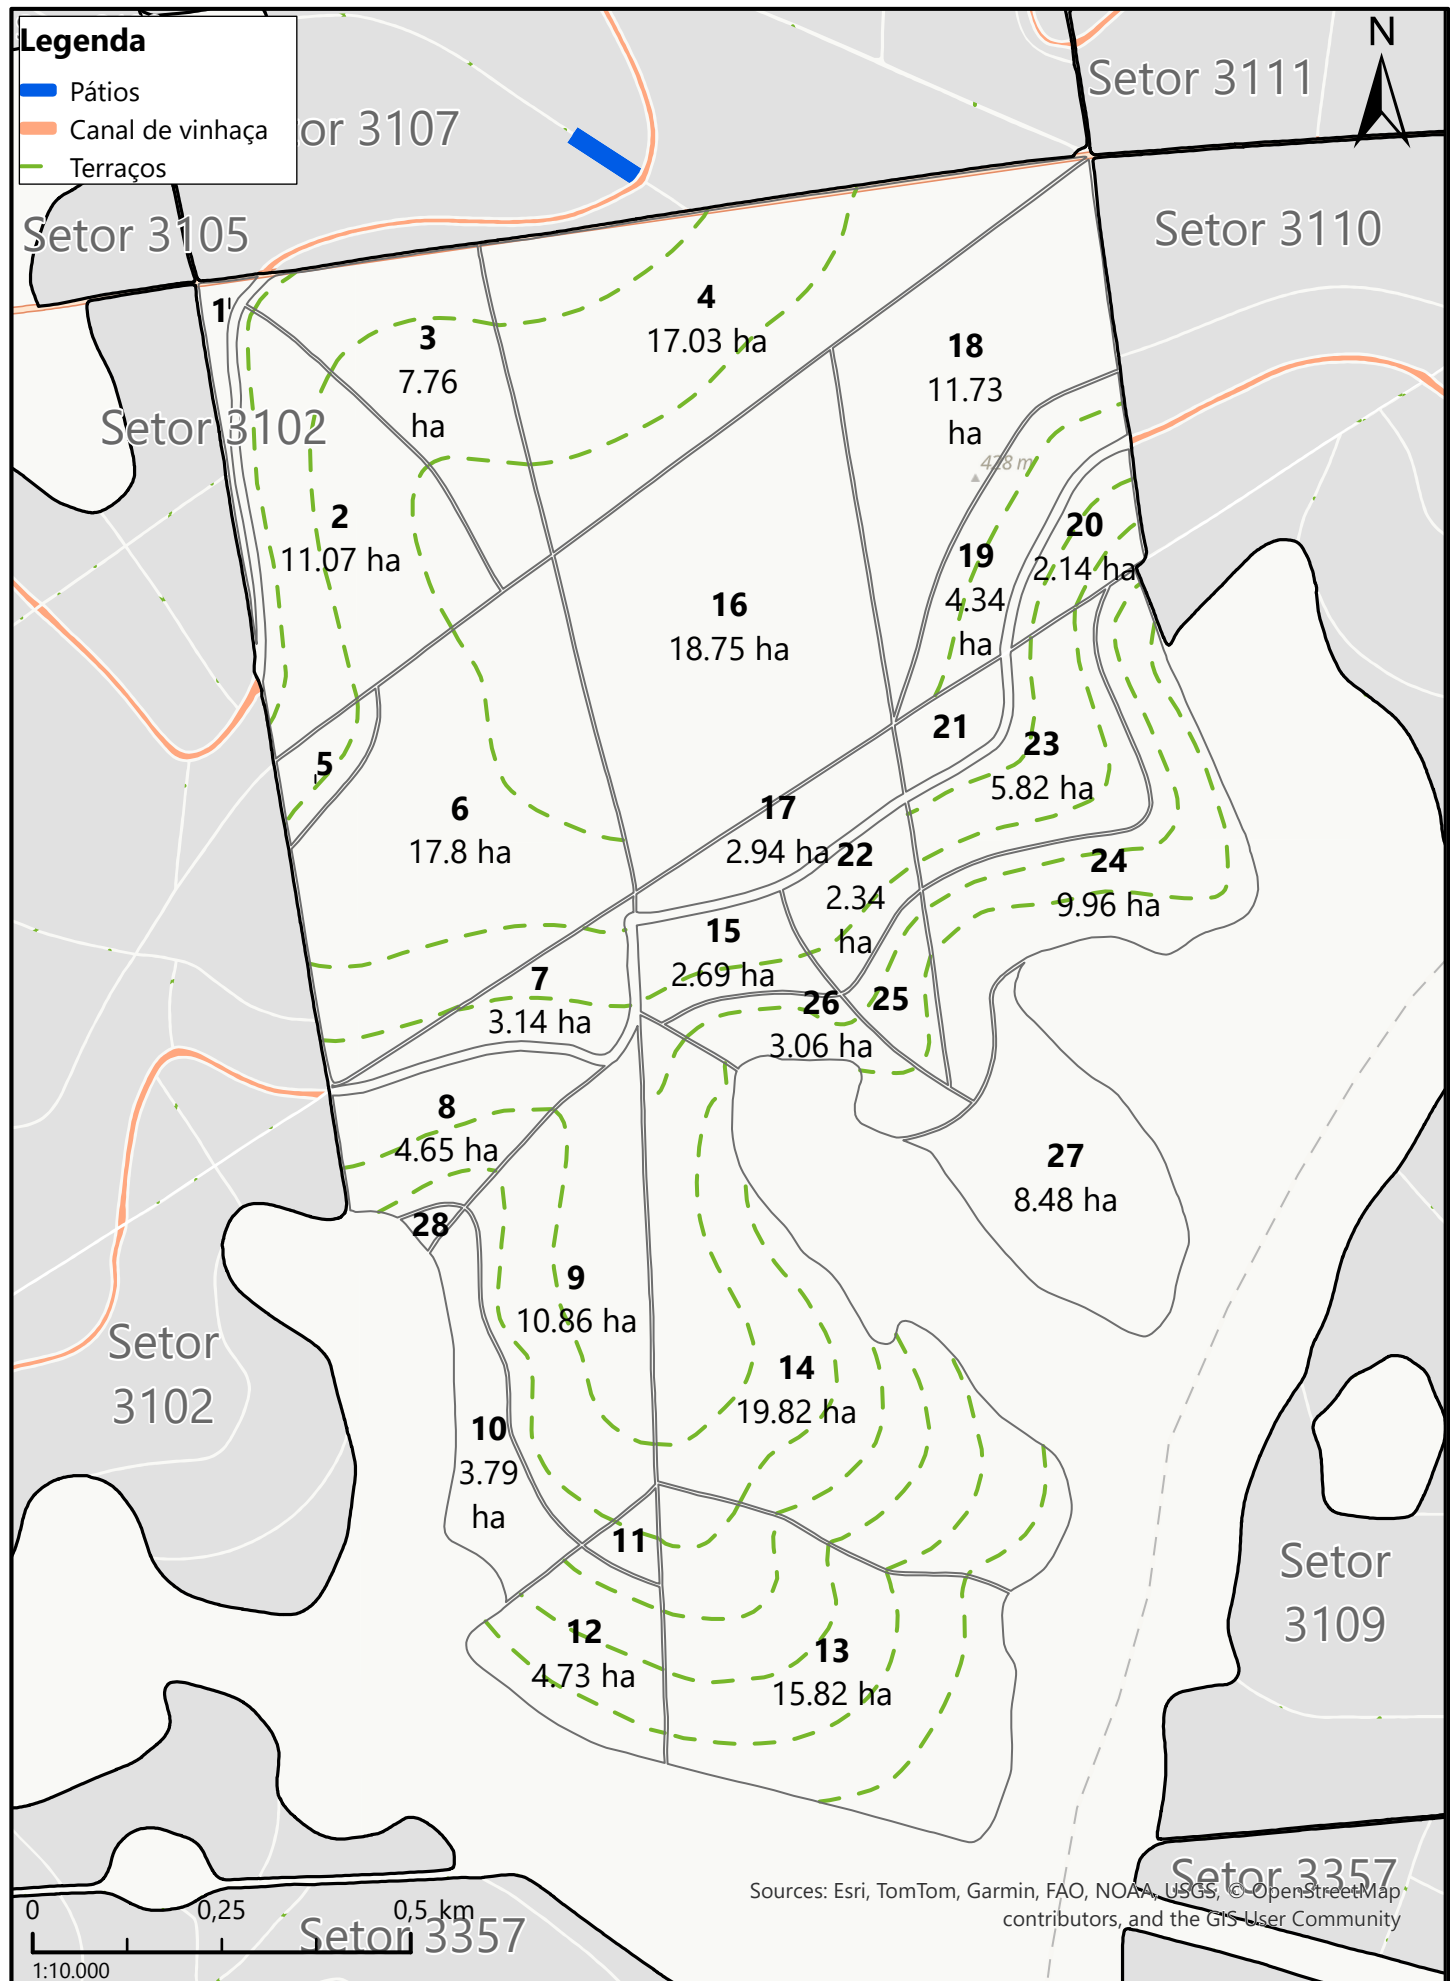 Legenda
Pátios
Canal de vinhaça
Terraços
N
Setor 3111
or 3107
Setor 3105
Setor 3110
1
3
7.76
ha
4
17.03 ha
18
11.73
ha
Setor 3102
428 m
2
11.07 ha
20
2.14 ha
19
4.34
ha
16
18.75 ha
21
5
23
5.82 ha
6
17.8 ha
17
2.94 ha
22
2.34
ha
24
9.96 ha
15
2.69 ha
7
3.14 ha
26
3.06 ha
25
8
4.65 ha
27
8.48 ha
28
9
10.86 ha
Setor
3102
14
19.82 ha
10
3.79
ha
11
Setor
3109
12
4.73 ha
13
15.82 ha
Setor 3357
Sources: Esri, TomTom, Garmin, FAO, NOAA, USGS, © OpenStreetMap
contributors, and the GIS User Community
0 0,25 0,5 km
Setor 3357
1:10.000